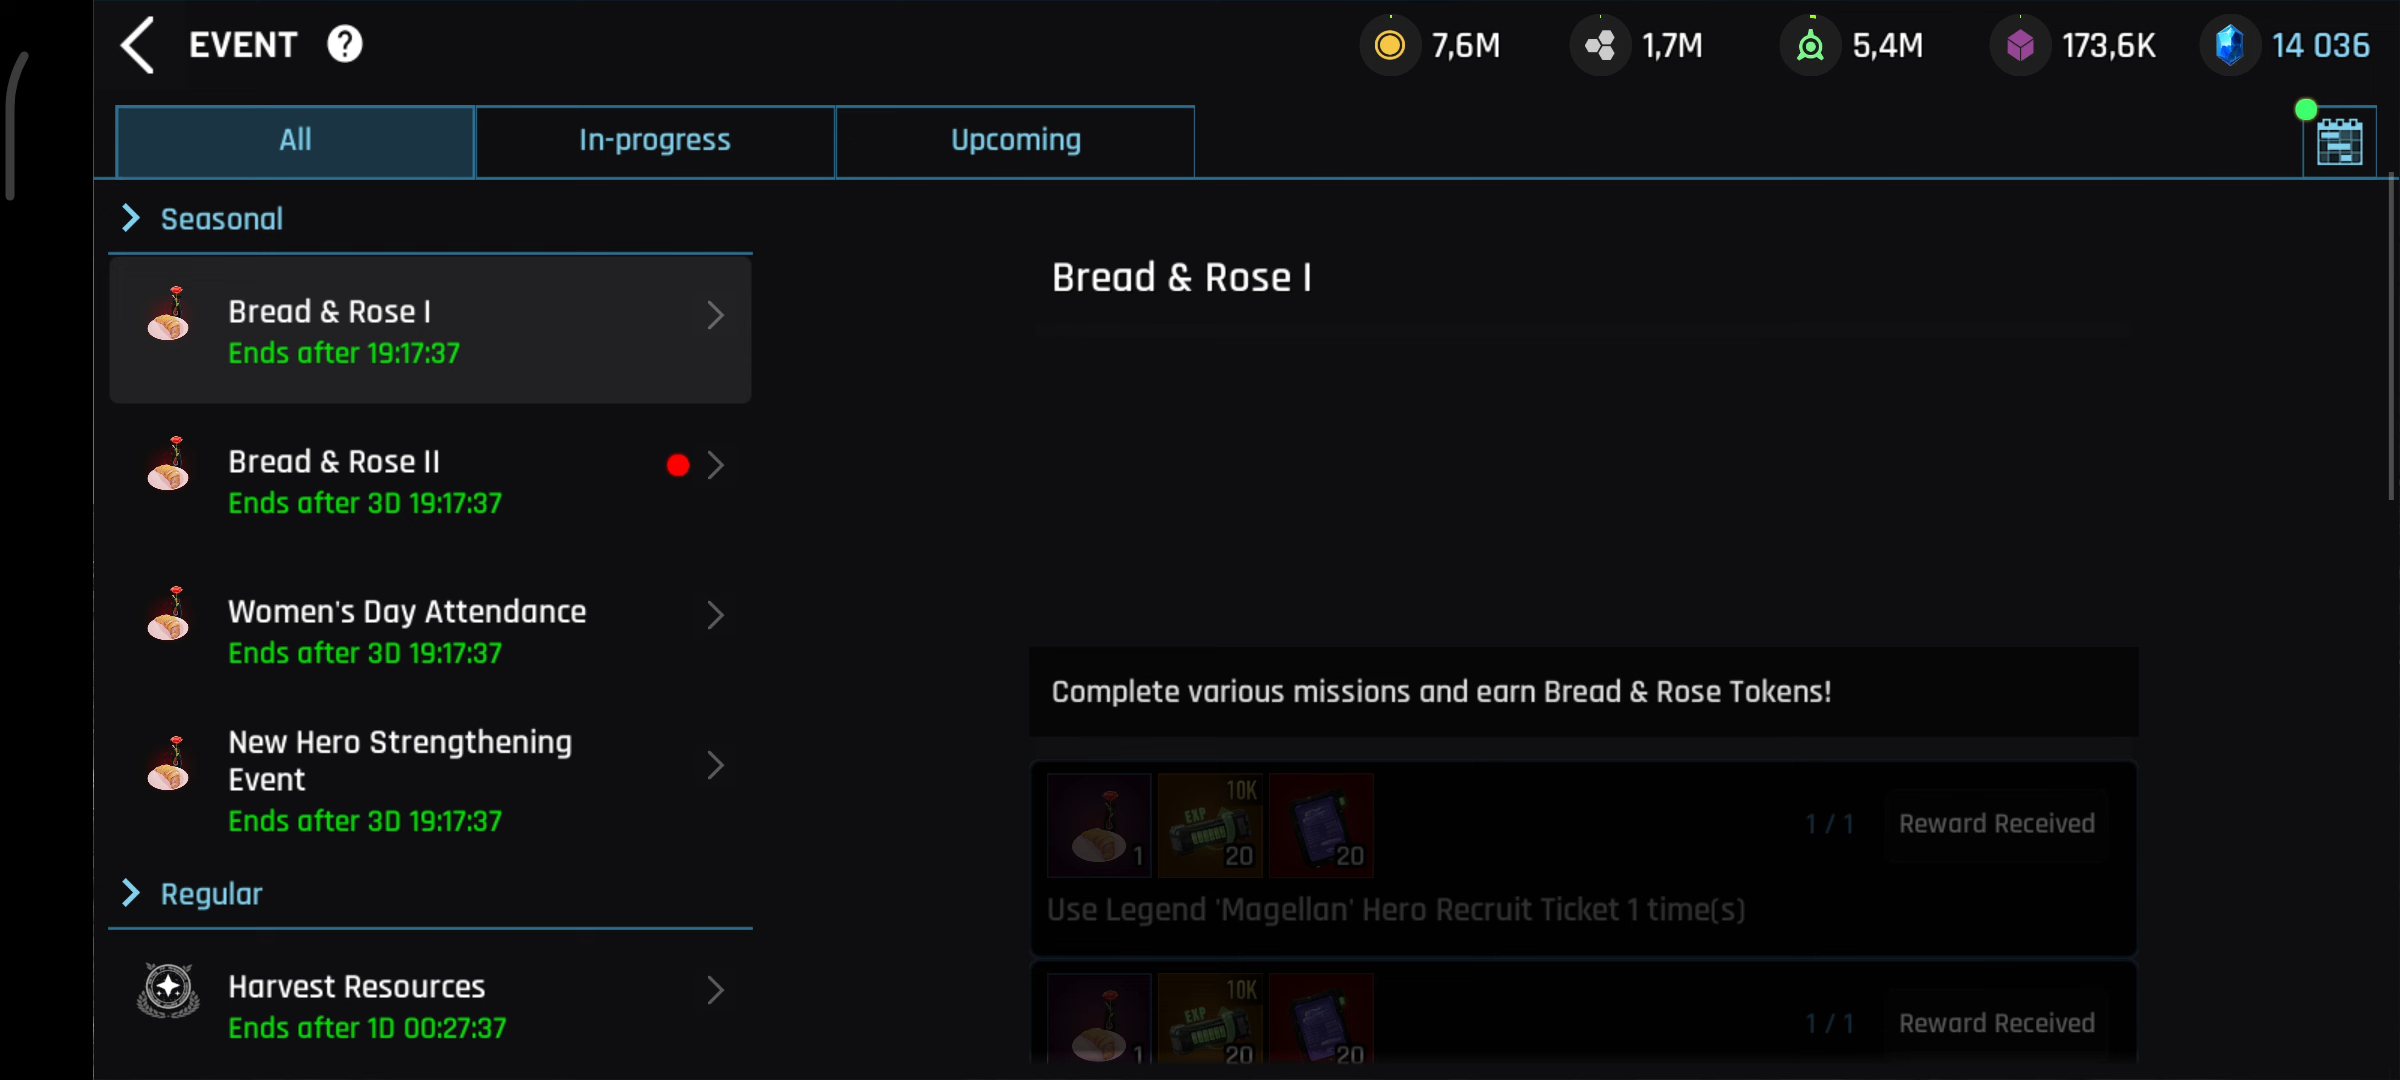 EVENT ?
7,6M
1,7M
5,4M
173,6K
14 036
All
In-progress
Upcoming
Seasonal
Bread & Rose I
Ends after 19:17:37
Bread & Rose II
Ends after 3D 19:17:37
Women's Day Attendance
Ends after 3D 19:17:37
New Hero Strengthening
Event
Ends after 3D 19:17:37
Regular
Harvest Resources
Ends after 1D 00:27:37
Bread & Rose I
Complete various missions and earn Bread & Rose Tokens!
1
10K
EXP
20
20
1 / 1
Reward Received
Use Legend 'Magellan' Hero Recruit Ticket 1 time(s)
1
10K
EXP
20
20
1 / 1
Reward Received